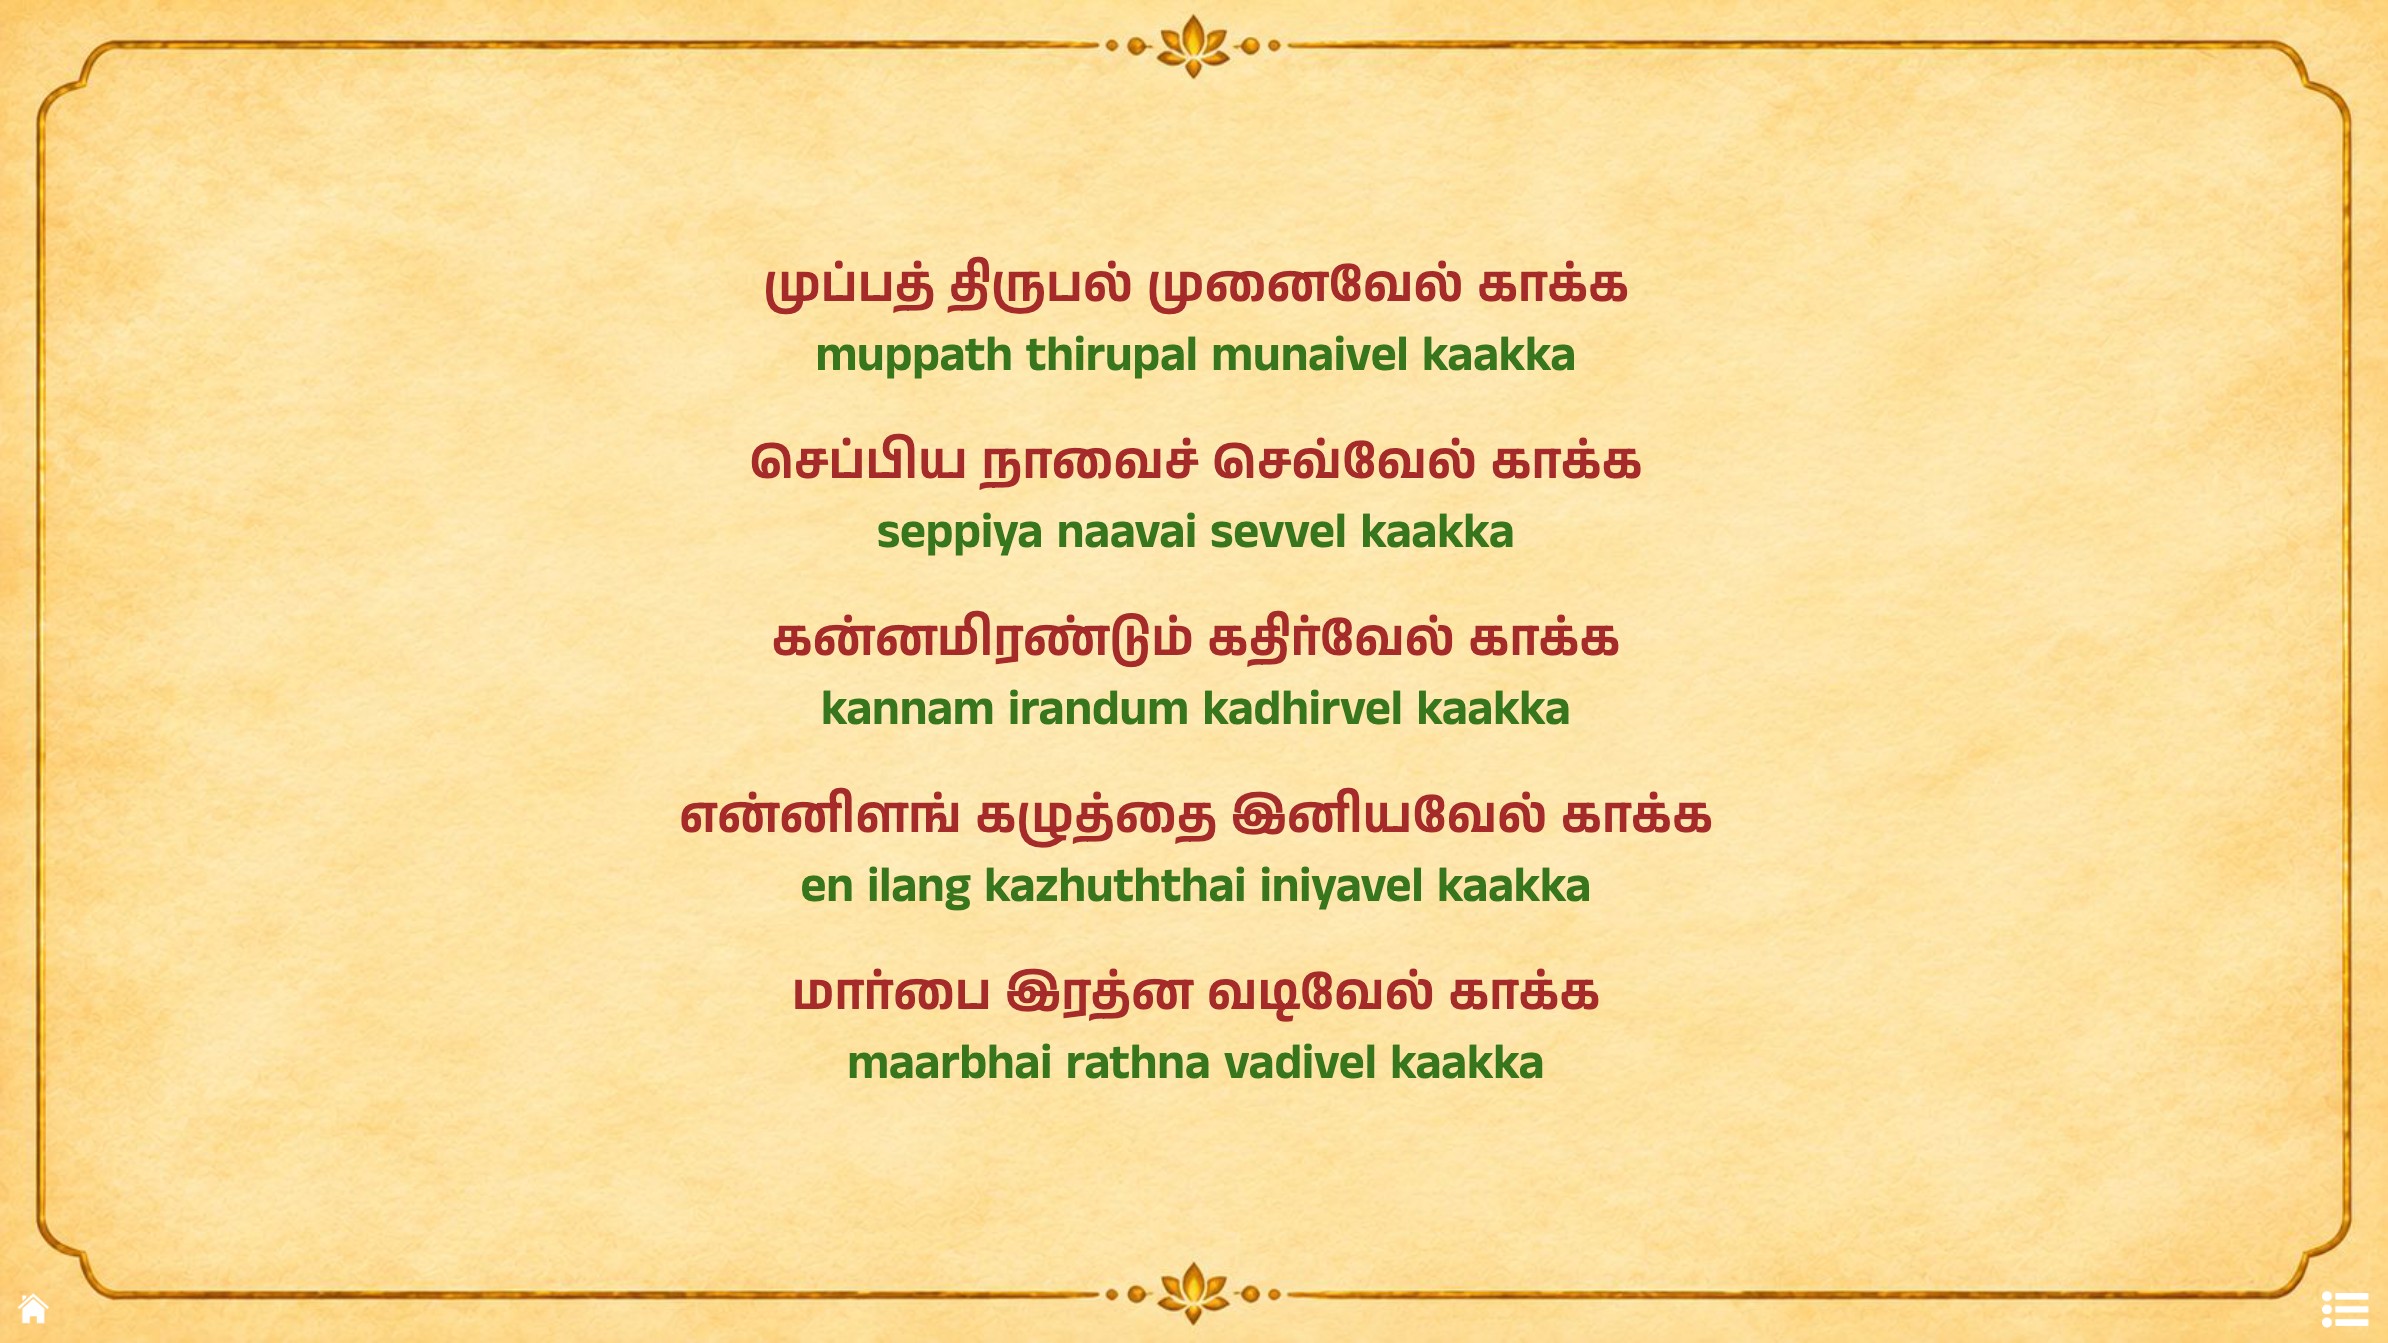 முப்பத் திருபல் முனைவேல் காக்க
muppath thirupal munaivel kaakka
செப்பிய நாவைச் செவ்வேல் காக்க
seppiya naavai sevvel kaakka
கன்னமிரண்டும் கதிர்வேல் காக்க
kannam irandum kadhirvel kaakka
என்னிளங் கழுத்தை இனியவேல் காக்க
en ilang kazhuththai iniyavel kaakka
மார்பை இரத்ன வடிவேல் காக்க
maarbhai rathna vadivel kaakka